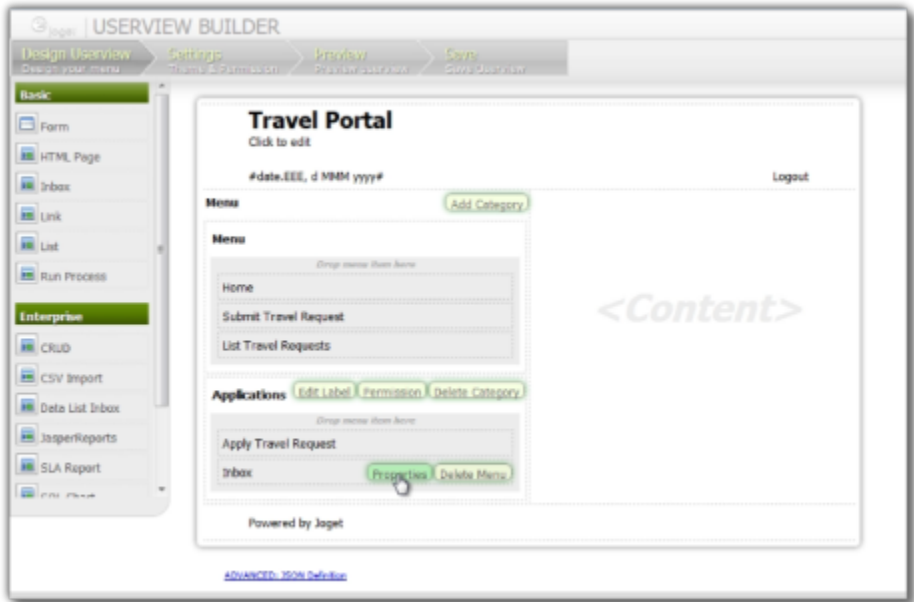 Joget | USERVIEW BUILDER
Design Userview
Design your menu
Settings
Theme & Permission
Preview
Preview userview
Save
Save Userview
Basic
Form
HTML Page
Inbox
Link
List
Run Process
Enterprise
CRUD
CSV Import
Data List Inbox
JasperReports
SLA Report
SQL Chart
Travel Portal
Click to edit
#date.EEE, d MMM yyyy#
Logout
Menu
Add Category
Menu
Drop menu item here
Home
Submit Travel Request
List Travel Requests
<Content>
Applications
Edit Label
Permission
Delete Category
Drop menu item here
Apply Travel Request
Inbox
Properties
Delete Menu
Powered by Joget
ADVANCED: JSON Definition